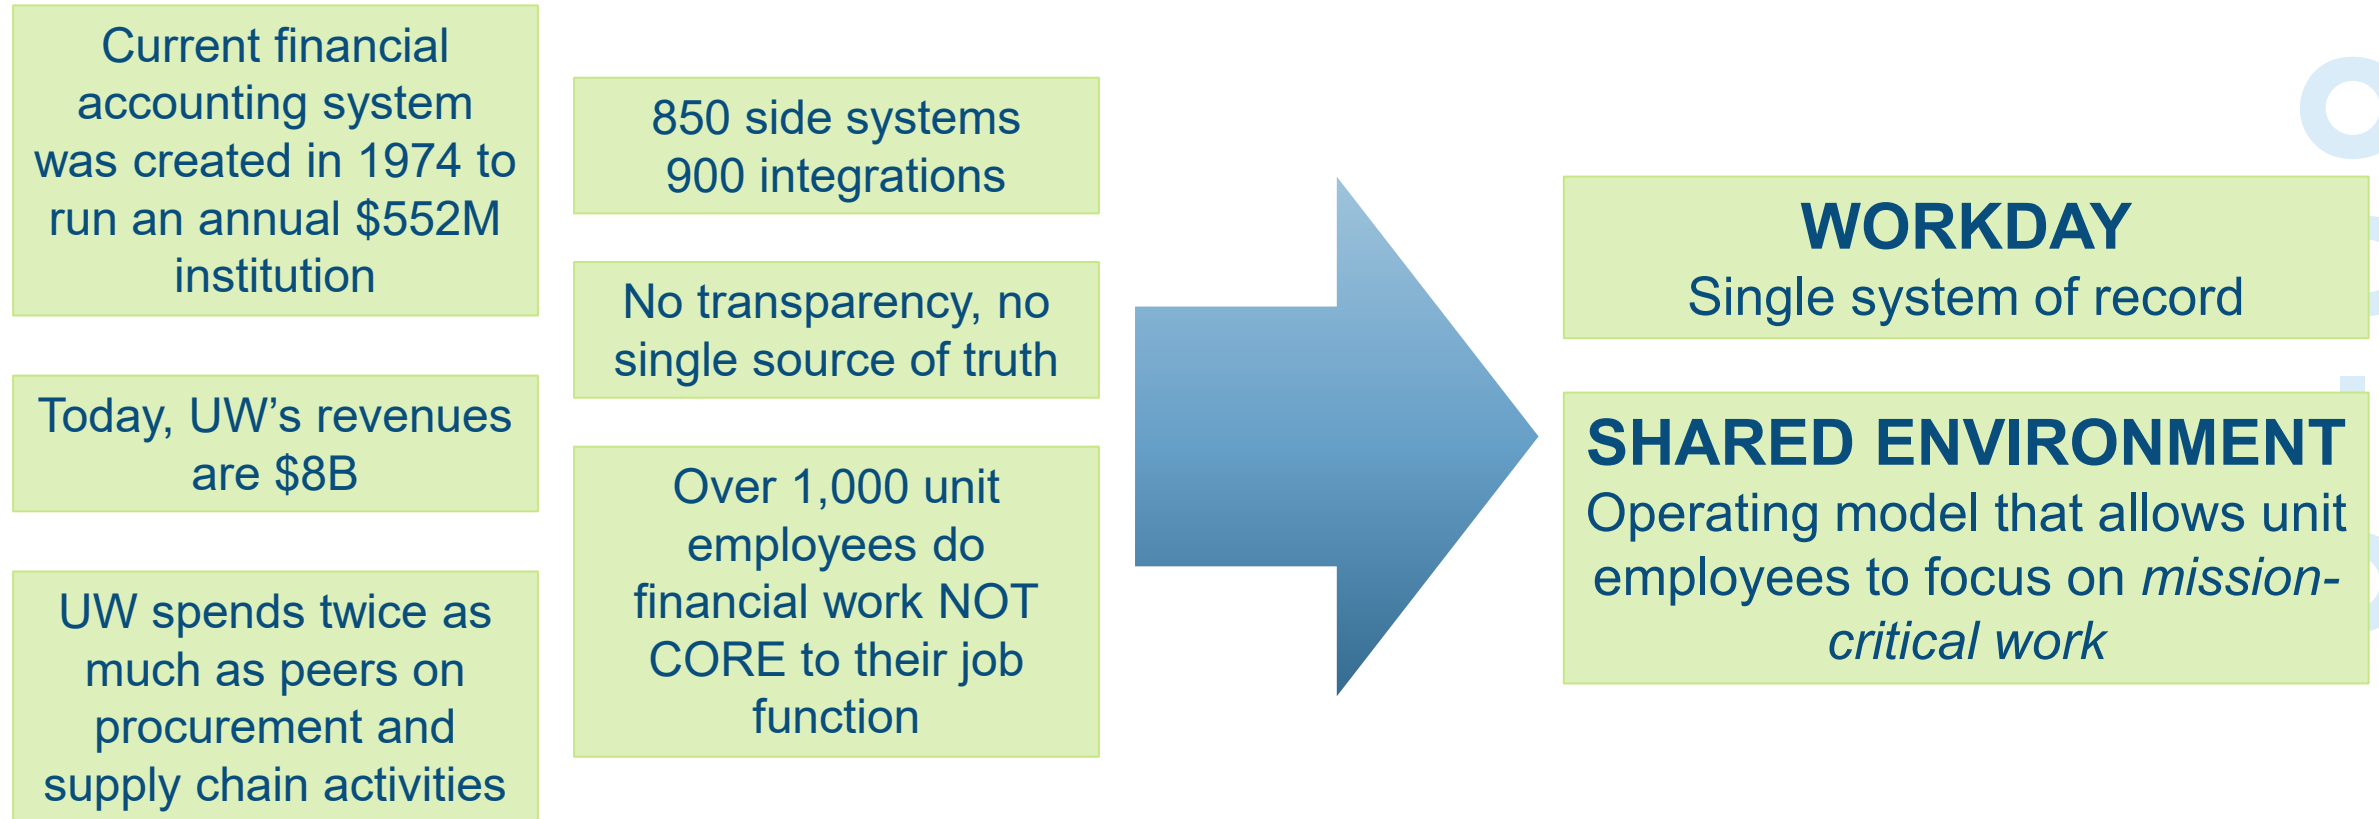 Current financial
accounting system
was created in 1974 to
run an annual $552M
institution
Today, UW’s revenues
are $8B
UW spends twice as
much as peers on
procurement and
supply chain activities
850 side systems
900 integrations
No transparency, no
single source of truth
Over 1,000 unit
employees do
financial work NOT
CORE to their job
function
WORKDAY
Single system of record
SHARED ENVIRONMENT
Operating model that allows unit
employees to focus on mission-
critical work